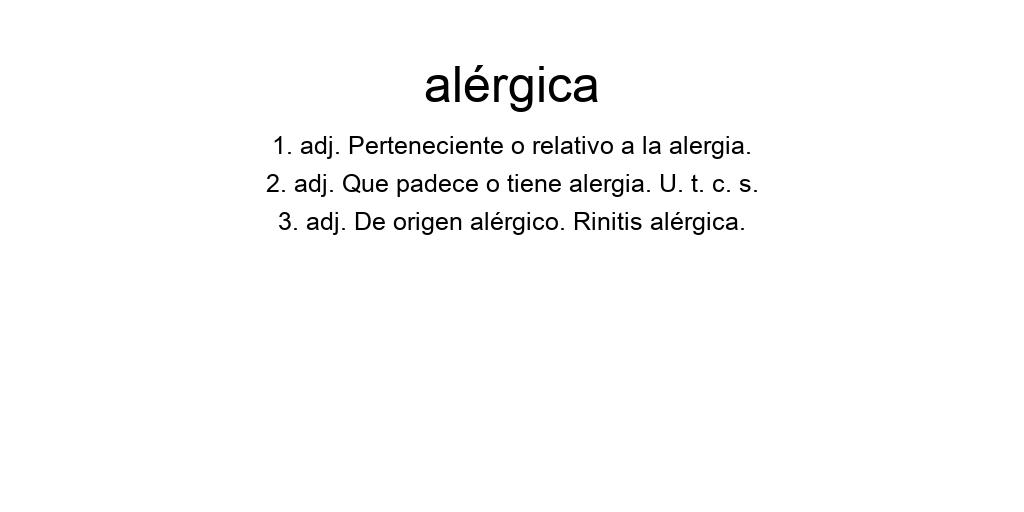 alérgica
1. adj. Perteneciente o relativo a la alergia.
2. adj. Que padece o tiene alergia. U. t. c. s.
3. adj. De origen alérgico. Rinitis alérgica.